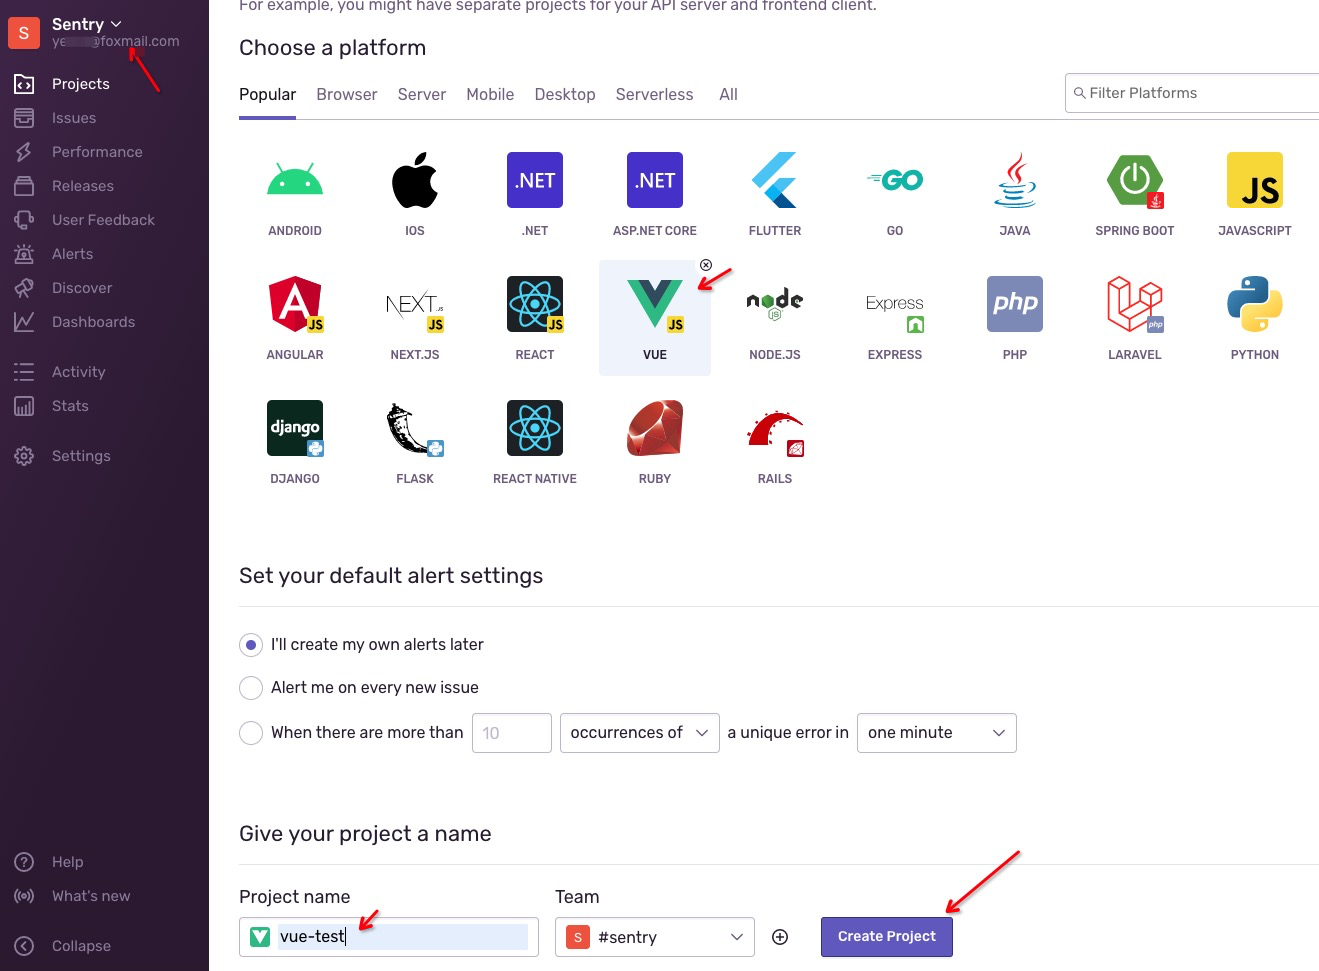 For example, you might have separate projects for your API server and frontend client.
S
Sentry
@foxmail.com
Projects
Issues
Performance
Releases
User Feedback
Alerts
Discover
Dashboards
Activity
Stats
Settings
Help
What's new
Collapse
Choose a platform
Popular Browser Server Mobile Desktop Serverless All
Filter Platforms
.NET .NET GO Java JS
ANDROID IOS .NET ASP.NET CORE FLUTTER GO JAVA SPRING BOOT JAVASCRIPT
A JS NEXT.JS JS JS JS node JS Express php php
ANGULAR NEXT.JS REACT VUE NODE.JS EXPRESS PHP LARAVEL PYTHON
django
DJANGO FLASK REACT NATIVE RUBY RAILS
Set your default alert settings
I'll create my own alerts later
Alert me on every new issue
When there are more than 10 occurrences of a unique error in one minute
Give your project a name
Project name Team
vue-test S #sentry Create Project